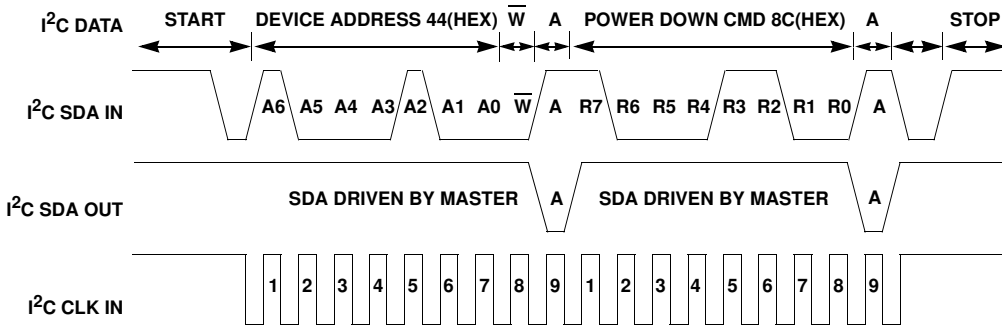 I²C DATA START DEVICE ADDRESS 44(HEX) W̅ A POWER DOWN CMD 8C(HEX) A STOP
I²C SDA IN A6 A5 A4 A3 A2 A1 A0 W̅ A R7 R6 R5 R4 R3 R2 R1 R0 A
I²C SDA OUT SDA DRIVEN BY MASTER A SDA DRIVEN BY MASTER A
I²C CLK IN 1 2 3 4 5 6 7 8 9 1 2 3 4 5 6 7 8 9